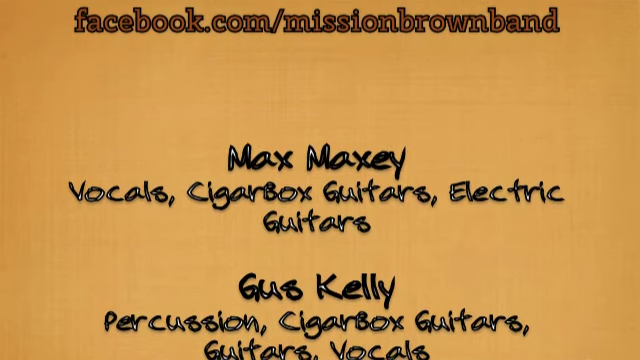 facebook.com/missionbrownband
Max Maxey
Vocals, CigarBox Guitars, Electric
Guitars
Gus Kelly
Percussion, CigarBox Guitars,
Guitars, Vocals